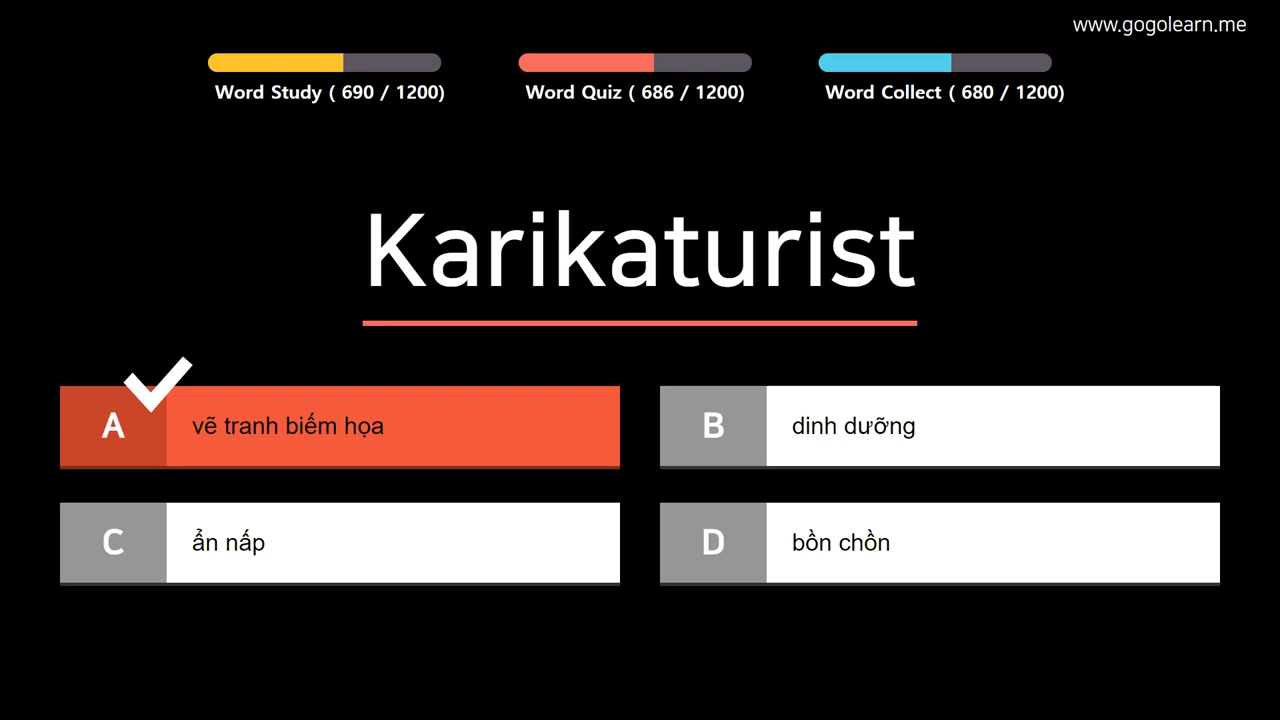 www.gogolearn.me
Word Study ( 690 / 1200)
Word Quiz ( 686 / 1200)
Word Collect ( 680 / 1200)
Karikaturist
A vẽ tranh biếm họa
B dinh dưỡng
C ẩn nấp
D bồn chồn